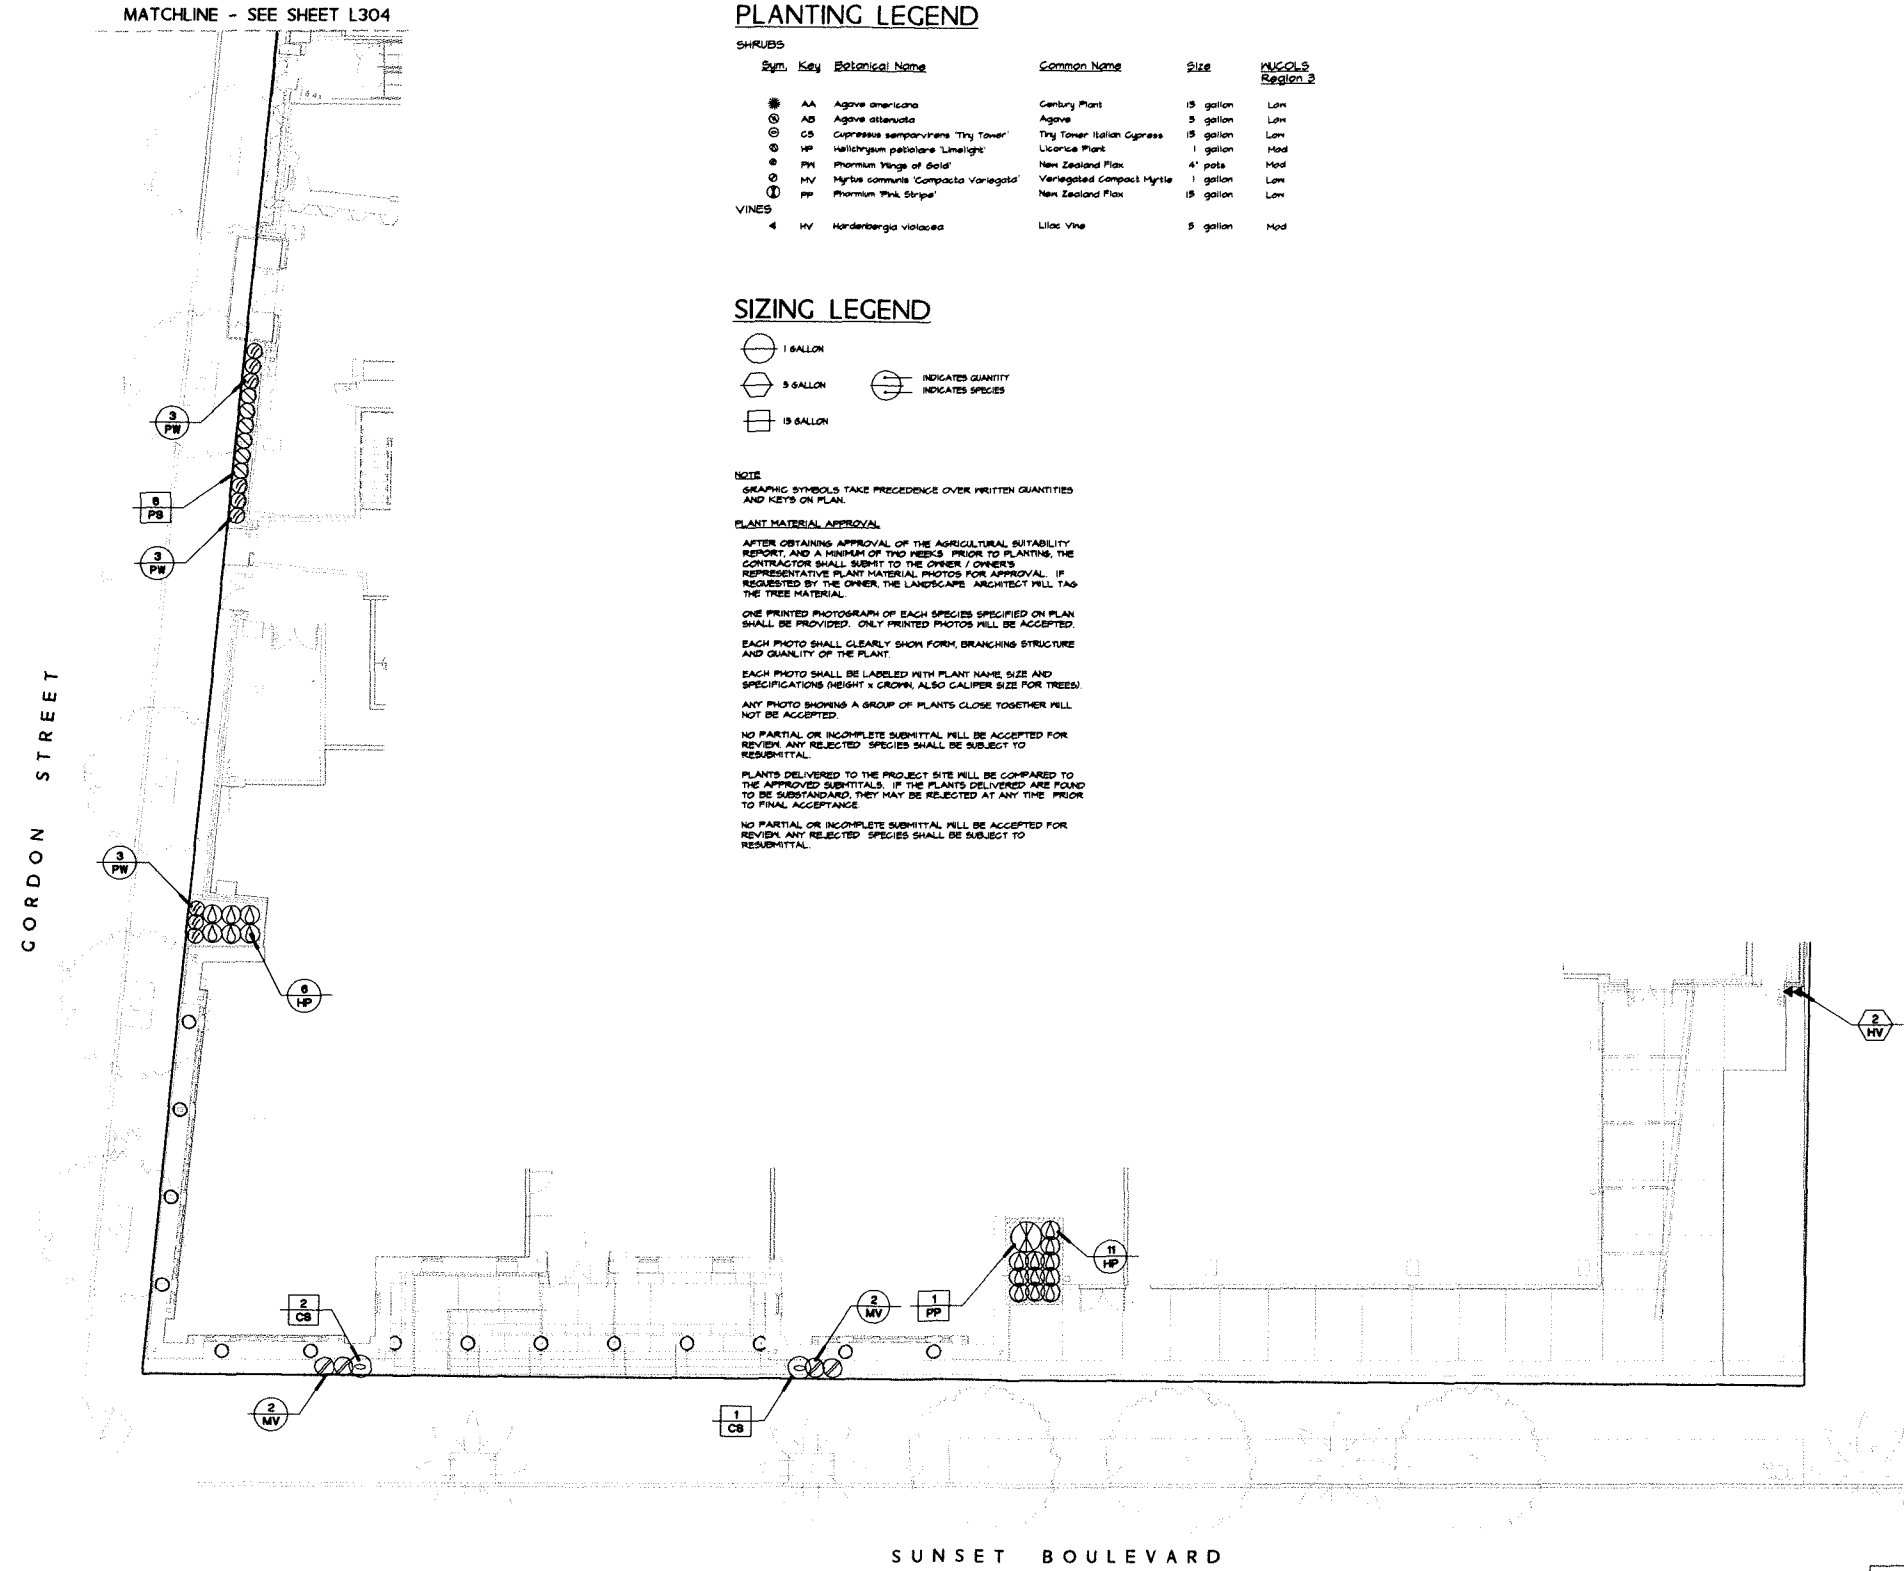 MATCHLINE - SEE SHEET L304
PLANTING LEGEND
SHRUBS
Sym. Key Botanical Name Common Name Size WUCOLS Region 3
AA Agave americana Century Plant 15 gallon Low
AB Agave attenuata Agave 5 gallon Low
CS Cupressus sempervirens 'Tiny Tower' Tiny Tower Italian Cypress 15 gallon Low
HP Helichrysum petiolare 'Limelight' Licorice Plant 1 gallon Mod
PW Phormium 'Wings of Gold' New Zealand Flax 4" pots Mod
MV Myrtus communis 'Compacta Variegata' Variegated Compact Myrtle 1 gallon Low
PP Phormium 'Pink Stripe' New Zealand Flax 15 gallon Low
VINES
HV Hardenbergia violacea Lilac Vine 5 gallon Mod
SIZING LEGEND
1 GALLON
5 GALLON
15 GALLON
INDICATES QUANTITY
INDICATES SPECIES
NOTE
GRAPHIC SYMBOLS TAKE PRECEDENCE OVER WRITTEN QUANTITIES
AND KEYS ON PLAN.
PLANT MATERIAL APPROVAL
AFTER OBTAINING APPROVAL OF THE AGRICULTURAL SUITABILITY
REPORT, AND A MINIMUM OF TWO WEEKS PRIOR TO PLANTING, THE
CONTRACTOR SHALL SUBMIT TO THE OWNER / OWNER'S
REPRESENTATIVE PLANT MATERIAL PHOTOS FOR APPROVAL. IF
REQUESTED BY THE OWNER, THE LANDSCAPE ARCHITECT WILL TAG
THE TREE MATERIAL.
ONE PRINTED PHOTOGRAPH OF EACH SPECIES SPECIFIED ON PLAN
SHALL BE PROVIDED. ONLY PRINTED PHOTOS WILL BE ACCEPTED.
EACH PHOTO SHALL CLEARLY SHOW FORM, BRANCHING STRUCTURE
AND QUANLITY OF THE PLANT.
EACH PHOTO SHALL BE LABELED WITH PLANT NAME, SIZE AND
SPECIFICATIONS (HEIGHT x CROWN, ALSO CALIPER SIZE FOR TREES).
ANY PHOTO SHOWING A GROUP OF PLANTS CLOSE TOGETHER WILL
NOT BE ACCEPTED.
NO PARTIAL OR INCOMPLETE SUBMITTAL WILL BE ACCEPTED FOR
REVIEW. ANY REJECTED SPECIES SHALL BE SUBJECT TO
RESUBMITTAL.
PLANTS DELIVERED TO THE PROJECT SITE WILL BE COMPARED TO
THE APPROVED SUBMTITALS. IF THE PLANTS DELIVERED ARE FOUND
TO BE SUBSTANDARD, THEY MAY BE REJECTED AT ANY TIME PRIOR
TO FINAL ACCEPTANCE.
NO PARTIAL OR INCOMPLETE SUBMITTAL WILL BE ACCEPTED FOR
REVIEW. ANY REJECTED SPECIES SHALL BE SUBJECT TO
RESUBMITTAL.
3
PW
PS
3
PW
GORDON STREET
3
PW
6
HP
2
HV
11
HP
2
CS
2
MV
1
PP
2
MV
1
CS
SUNSET BOULEVARD